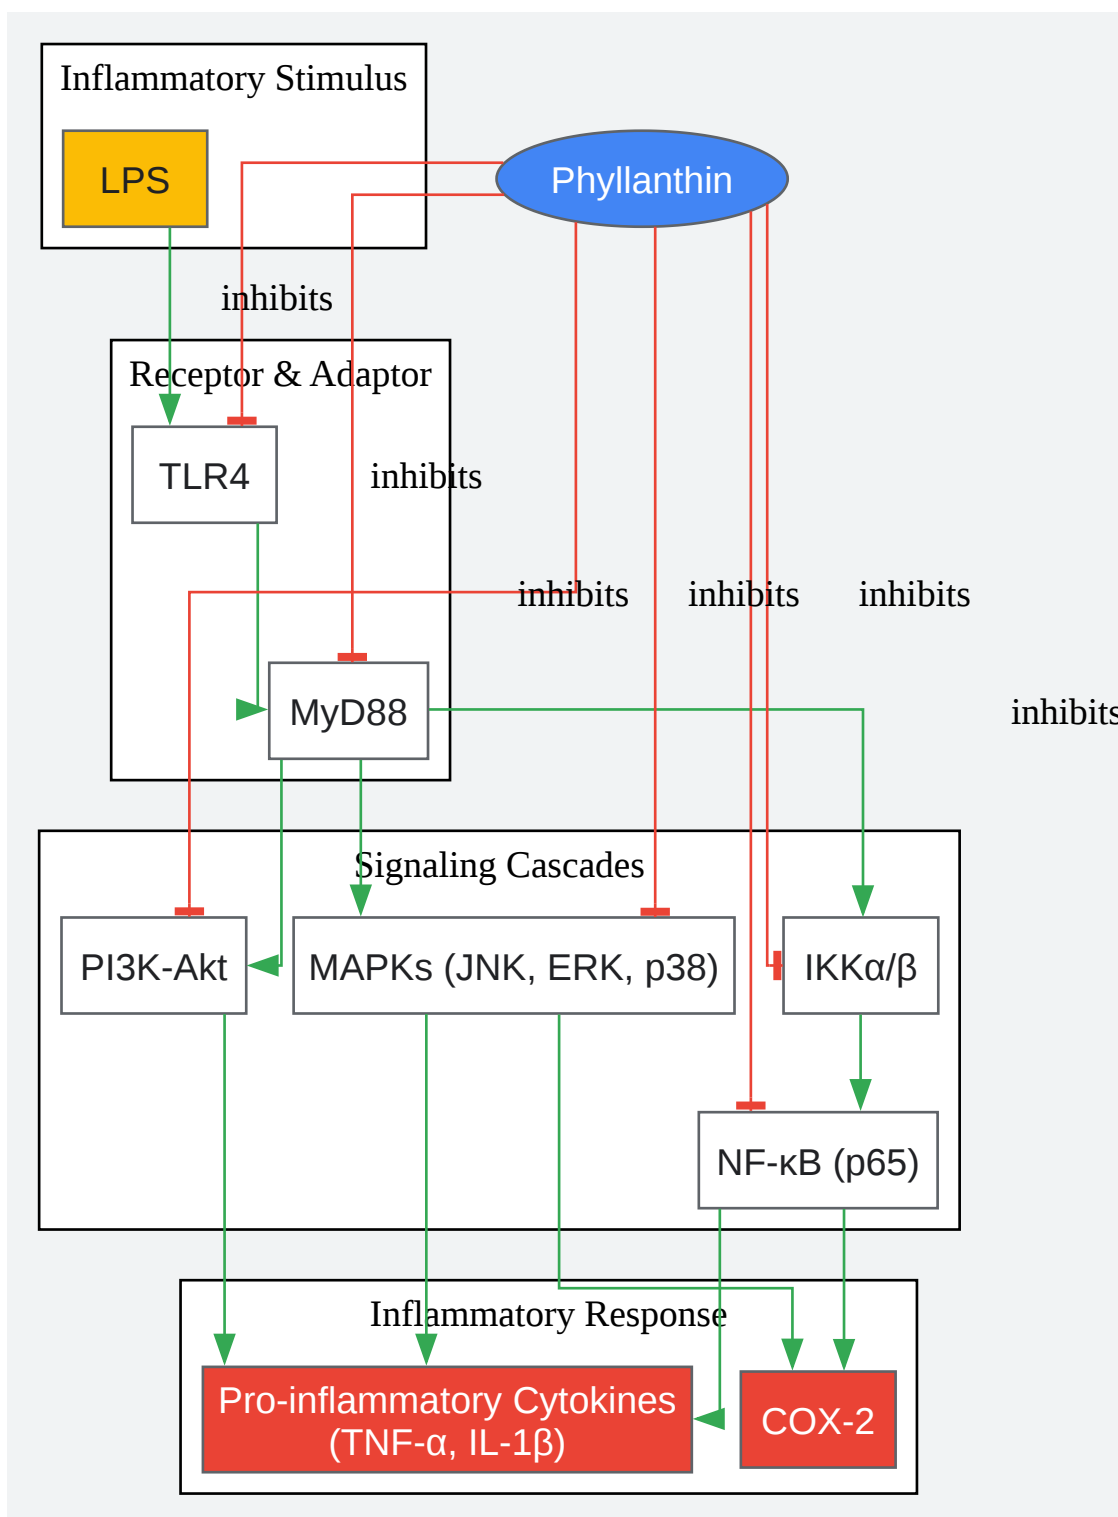 Inflammatory Stimulus
LPS
Phyllanthin
inhibits
Receptor & Adaptor
TLR4
inhibits
inhibits
inhibits
inhibits
MyD88
inhibits
Signaling Cascades
PI3K-Akt
MAPKs (JNK, ERK, p38)
IKKα/β
NF-κB (p65)
Inflammatory Response
Pro-inflammatory Cytokines
(TNF-α, IL-1β)
COX-2